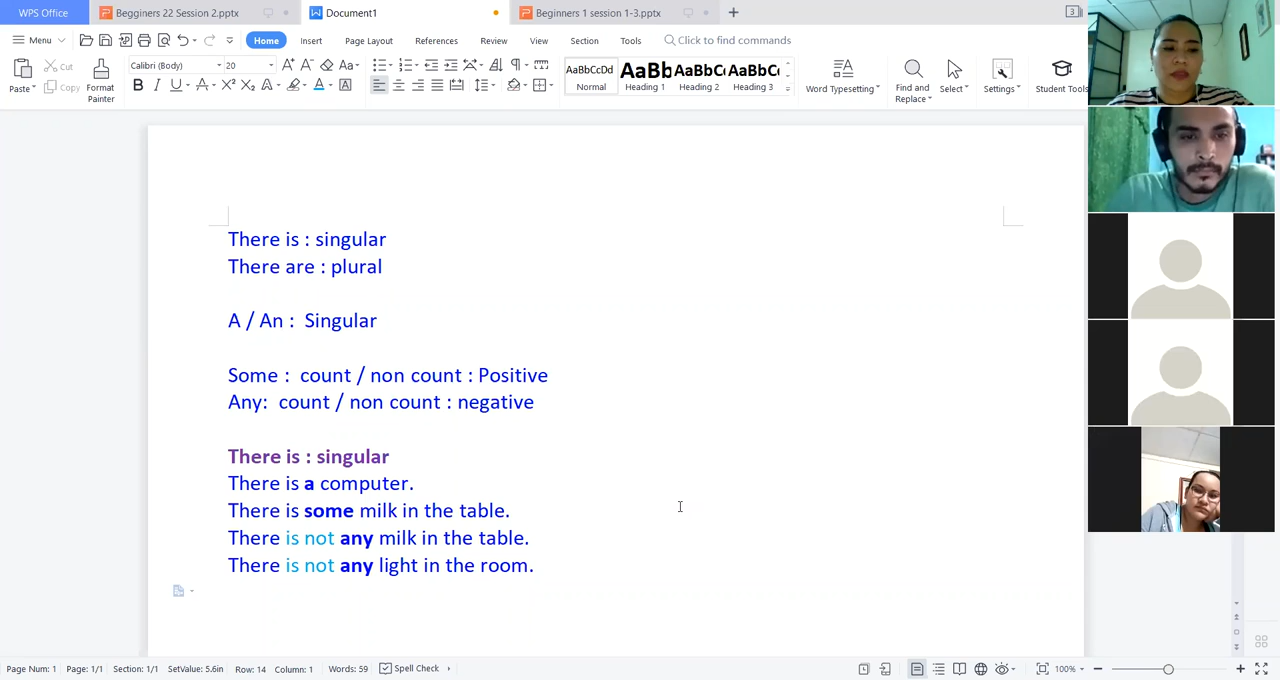 WPS Office
Begginers 22 Session 2.pptx
Document1
Beginners 1 session 1-3.pptx
3
Menu
Home
Insert
Page Layout
References
Review
View
Section
Tools
Click to find commands
Paste
Cut
Copy
Format Painter
Calibri (Body)
20
AaBbCcDd
Normal
AaBb
Heading 1
AaBbC
Heading 2
AaBbC
Heading 3
Word Typesetting
Find and Replace
Select
Settings
Student Tools
There is : singular
There are : plural
A / An : Singular
Some : count / non count : Positive
Any: count / non count : negative
There is : singular
There is a computer.
There is some milk in the table.
There is not any milk in the table.
There is not any light in the room.
Page Num: 1 Page: 1/1 Section: 1/1 SetValue: 5.6in Row: 14 Column: 1 Words: 59 Spell Check
100%